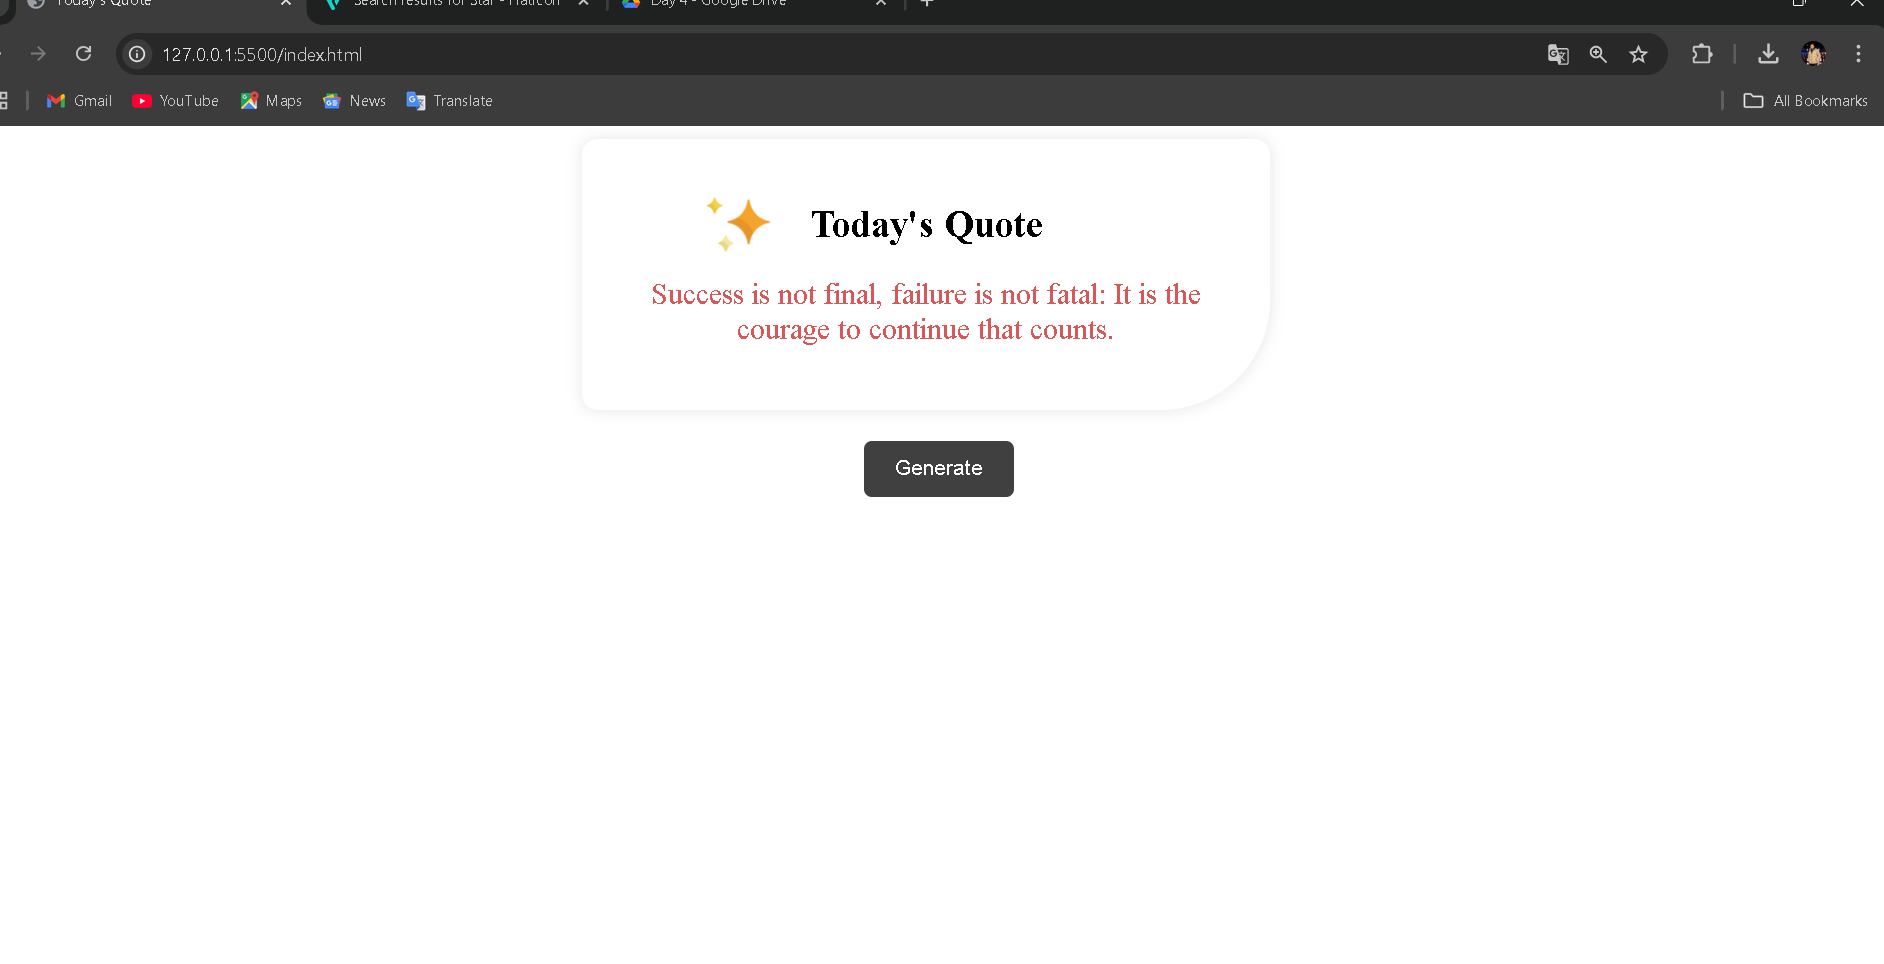 Today's Quote
Search results for Star - Flaticon
Day 4 - Google Drive
127.0.0.1:5500/index.html
Gmail
YouTube
Maps
News
Translate
All Bookmarks
Today's Quote
Success is not final, failure is not fatal: It is the
courage to continue that counts.
Generate